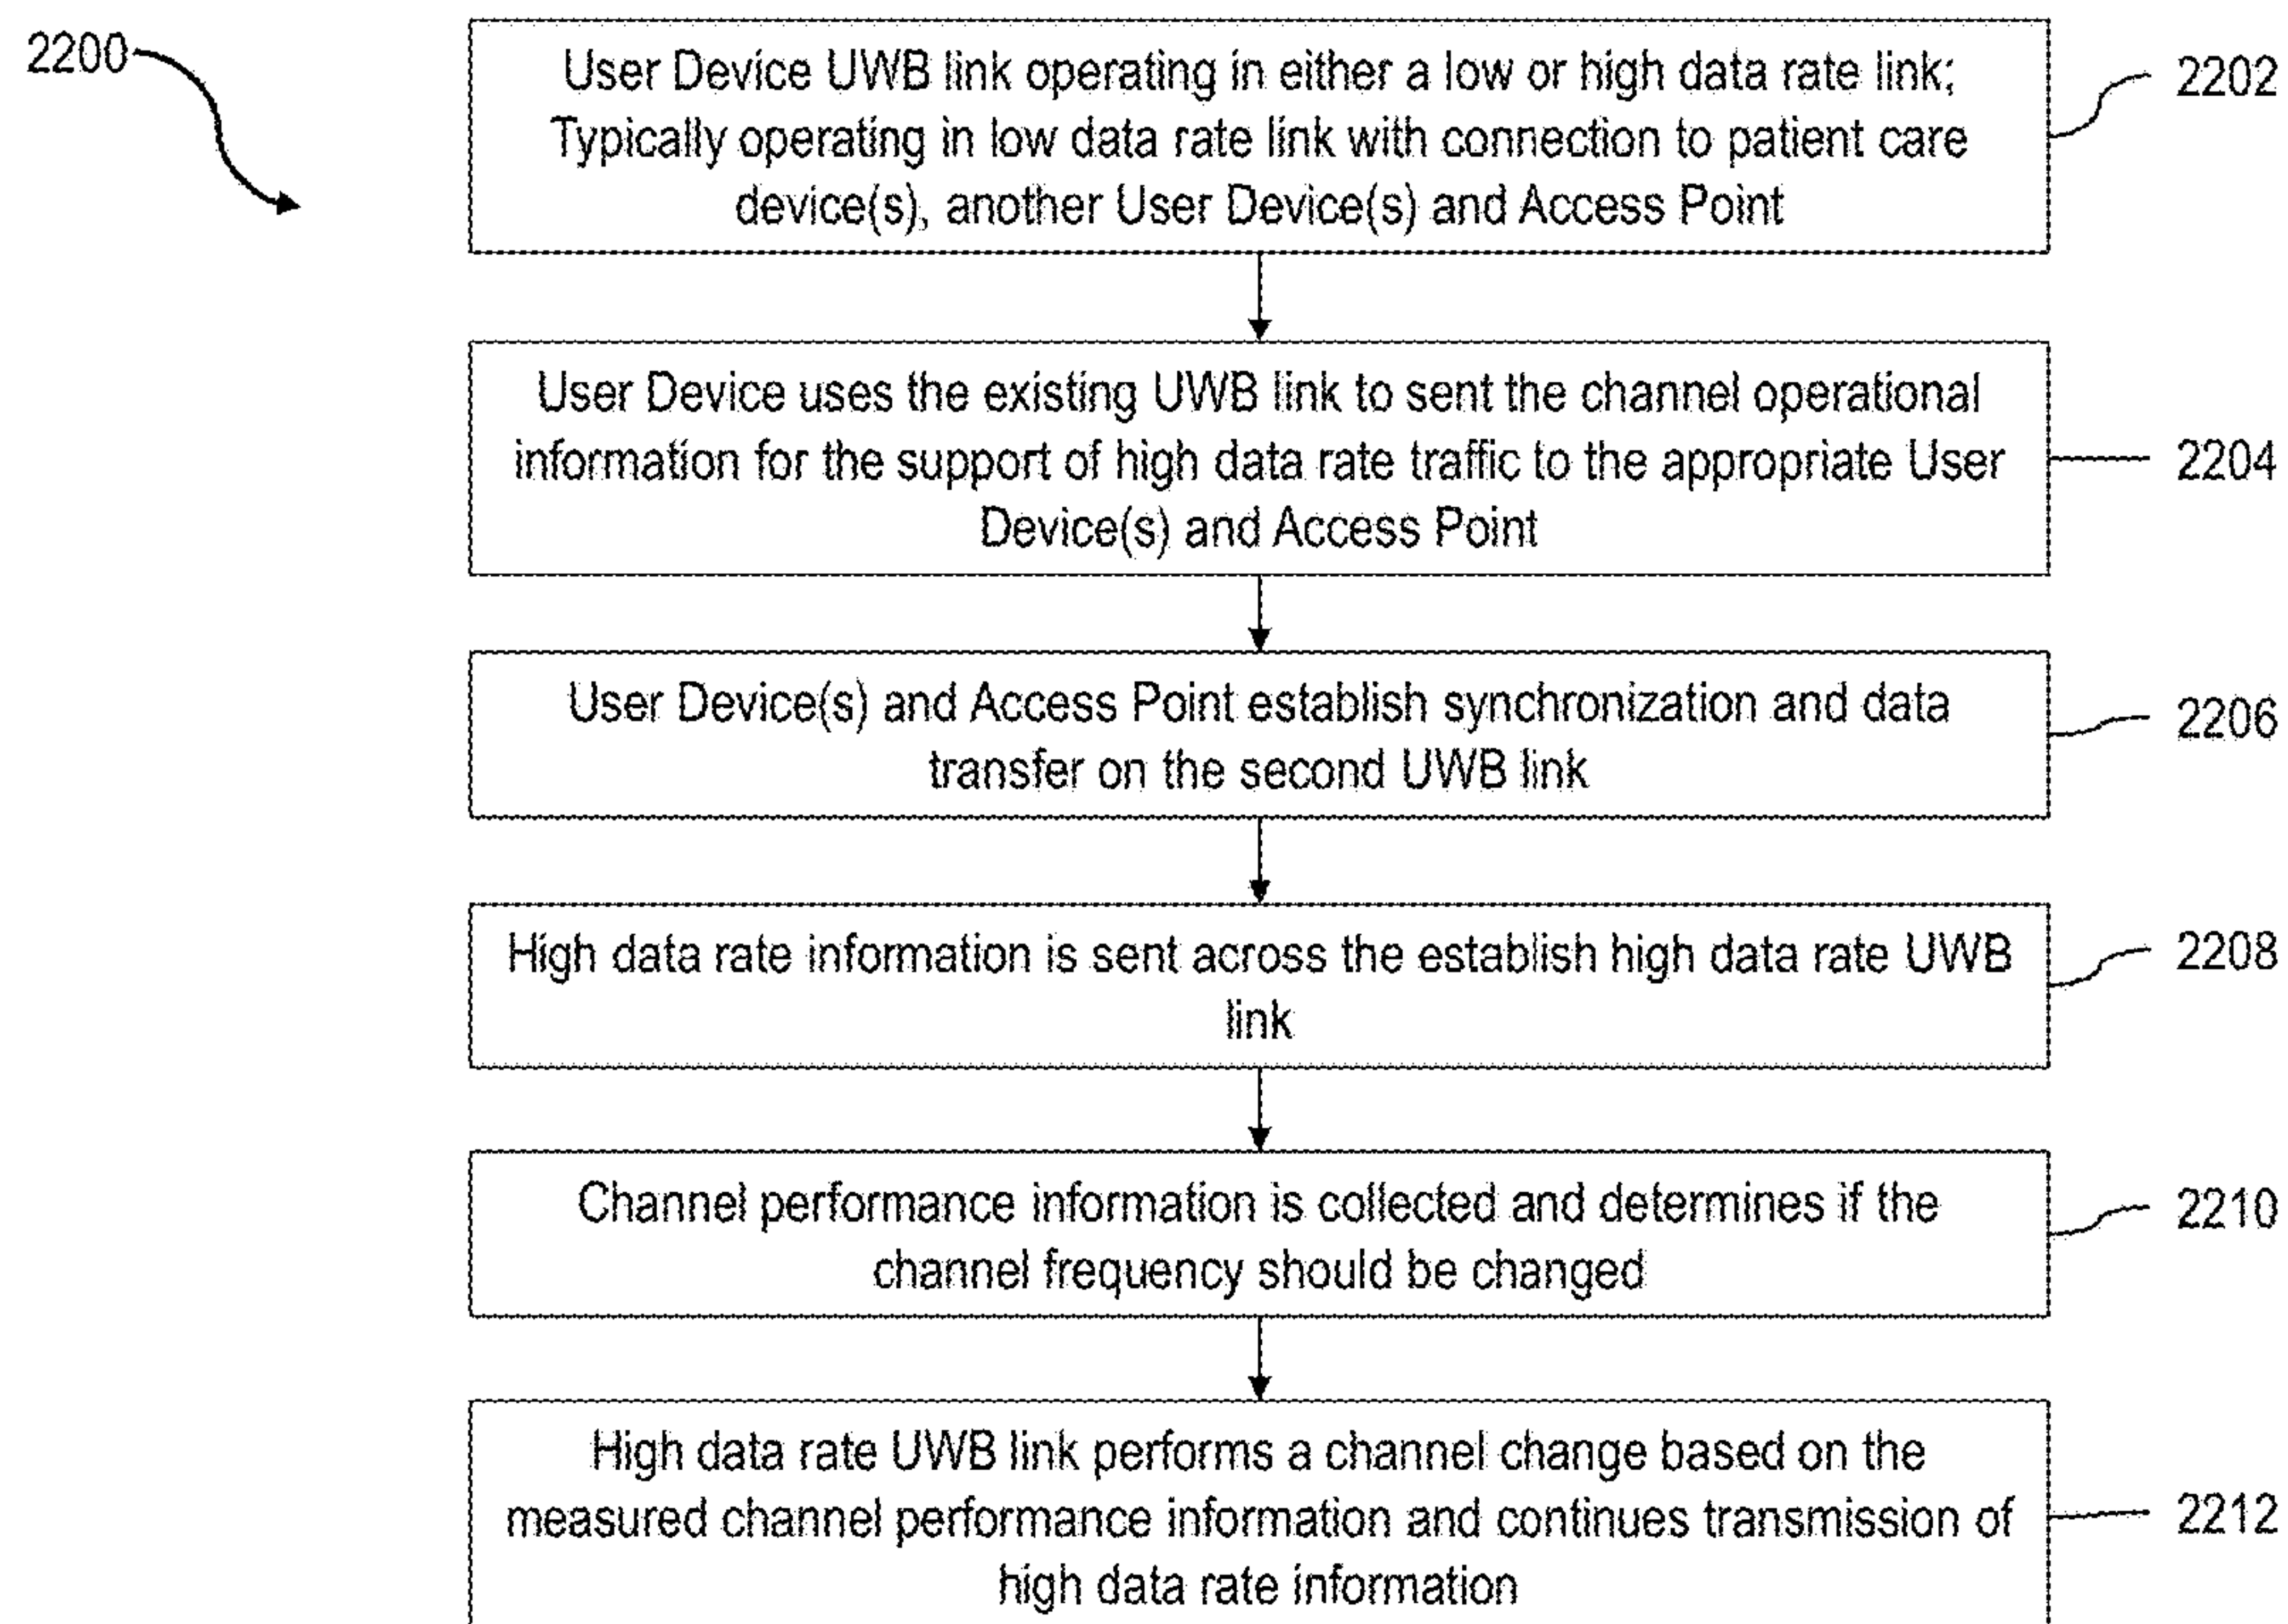 2200
User Device UWB link operating in either a low or high data rate link;
Typically operating in low data rate link with connection to patient care
device(s), another User Device(s) and Access Point
2202
User Device uses the existing UWB link to sent the channel operational
information for the support of high data rate traffic to the appropriate User
Device(s) and Access Point
2204
User Device(s) and Access Point establish synchronization and data
transfer on the second UWB link
2206
High data rate information is sent across the establish high data rate UWB
link
2208
Channel performance information is collected and determines if the
channel frequency should be changed
2210
High data rate UWB link performs a channel change based on the
measured channel performance information and continues transmission of
high data rate information
2212